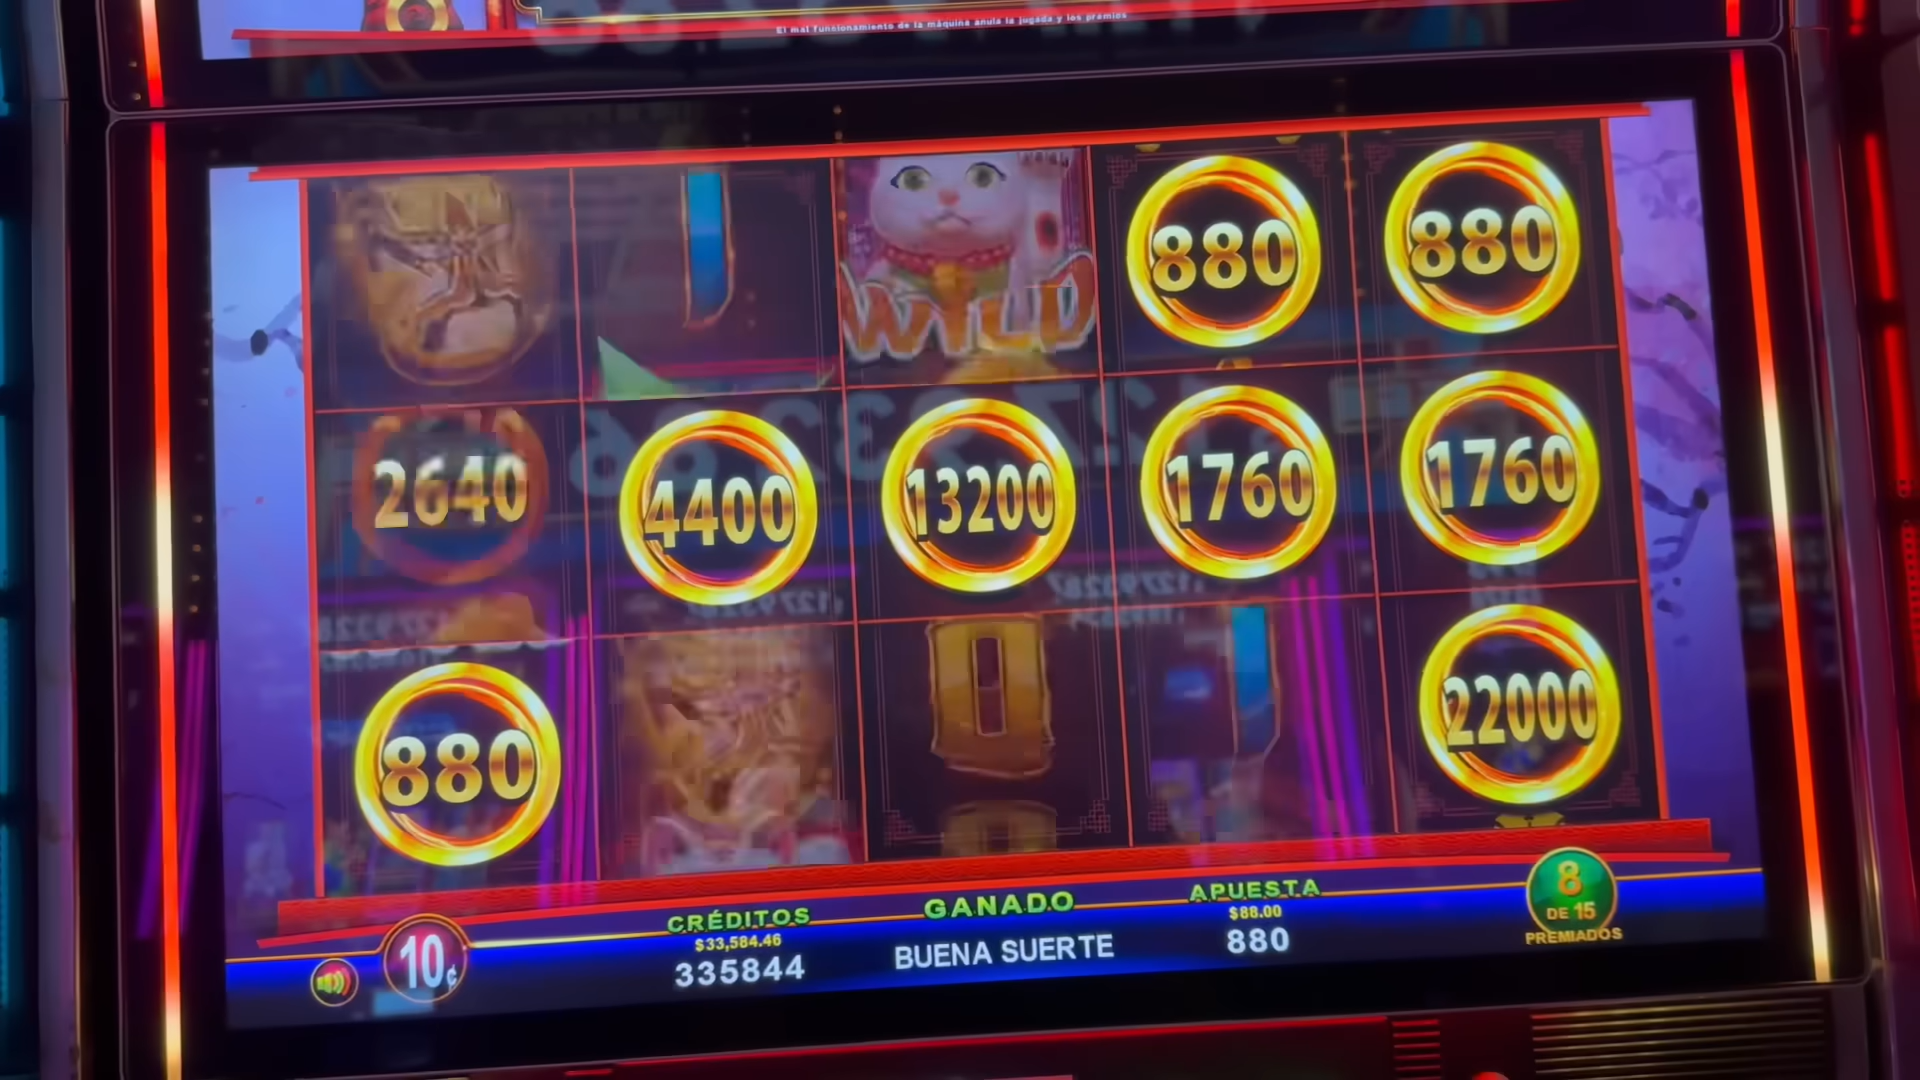 El mal funsionamiento de la máquina anula la jugada y los premios
WILD
880
880
2640
4400
13200
1760
1760
880
22000
10¢
CRÉDITOS
$33,584.46
335844
GANADO
BUENA SUERTE
APUESTA
$88.00
880
8
DE 15
PREMIADOS